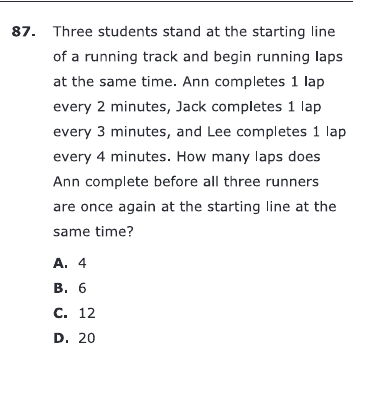 87. Three students stand at the starting line
of a running track and begin running laps
at the same time. Ann completes 1 lap
every 2 minutes, Jack completes 1 lap
every 3 minutes, and Lee completes 1 lap
every 4 minutes. How many laps does
Ann complete before all three runners
are once again at the starting line at the
same time?
A. 4
B. 6
C. 12
D. 20